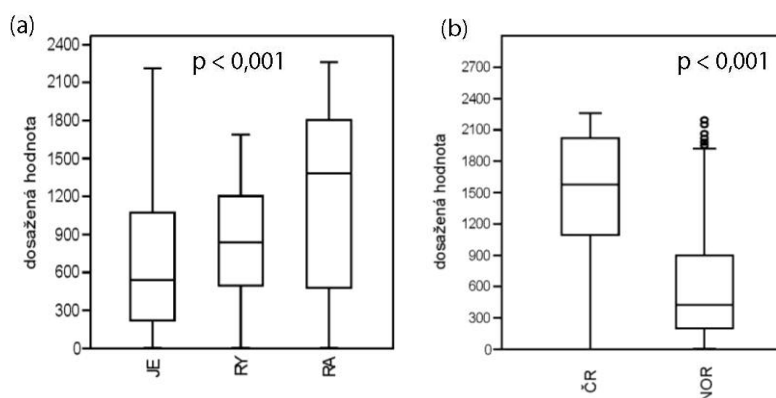 (a)
dosažená hodnota
2400
2100
1800
1500
1200
900
600
300
0
p < 0,001
JE
RY
RA
(b)
dosažená hodnota
2700
2400
2100
1800
1500
1200
900
600
300
0
p < 0,001
ČR
NOR